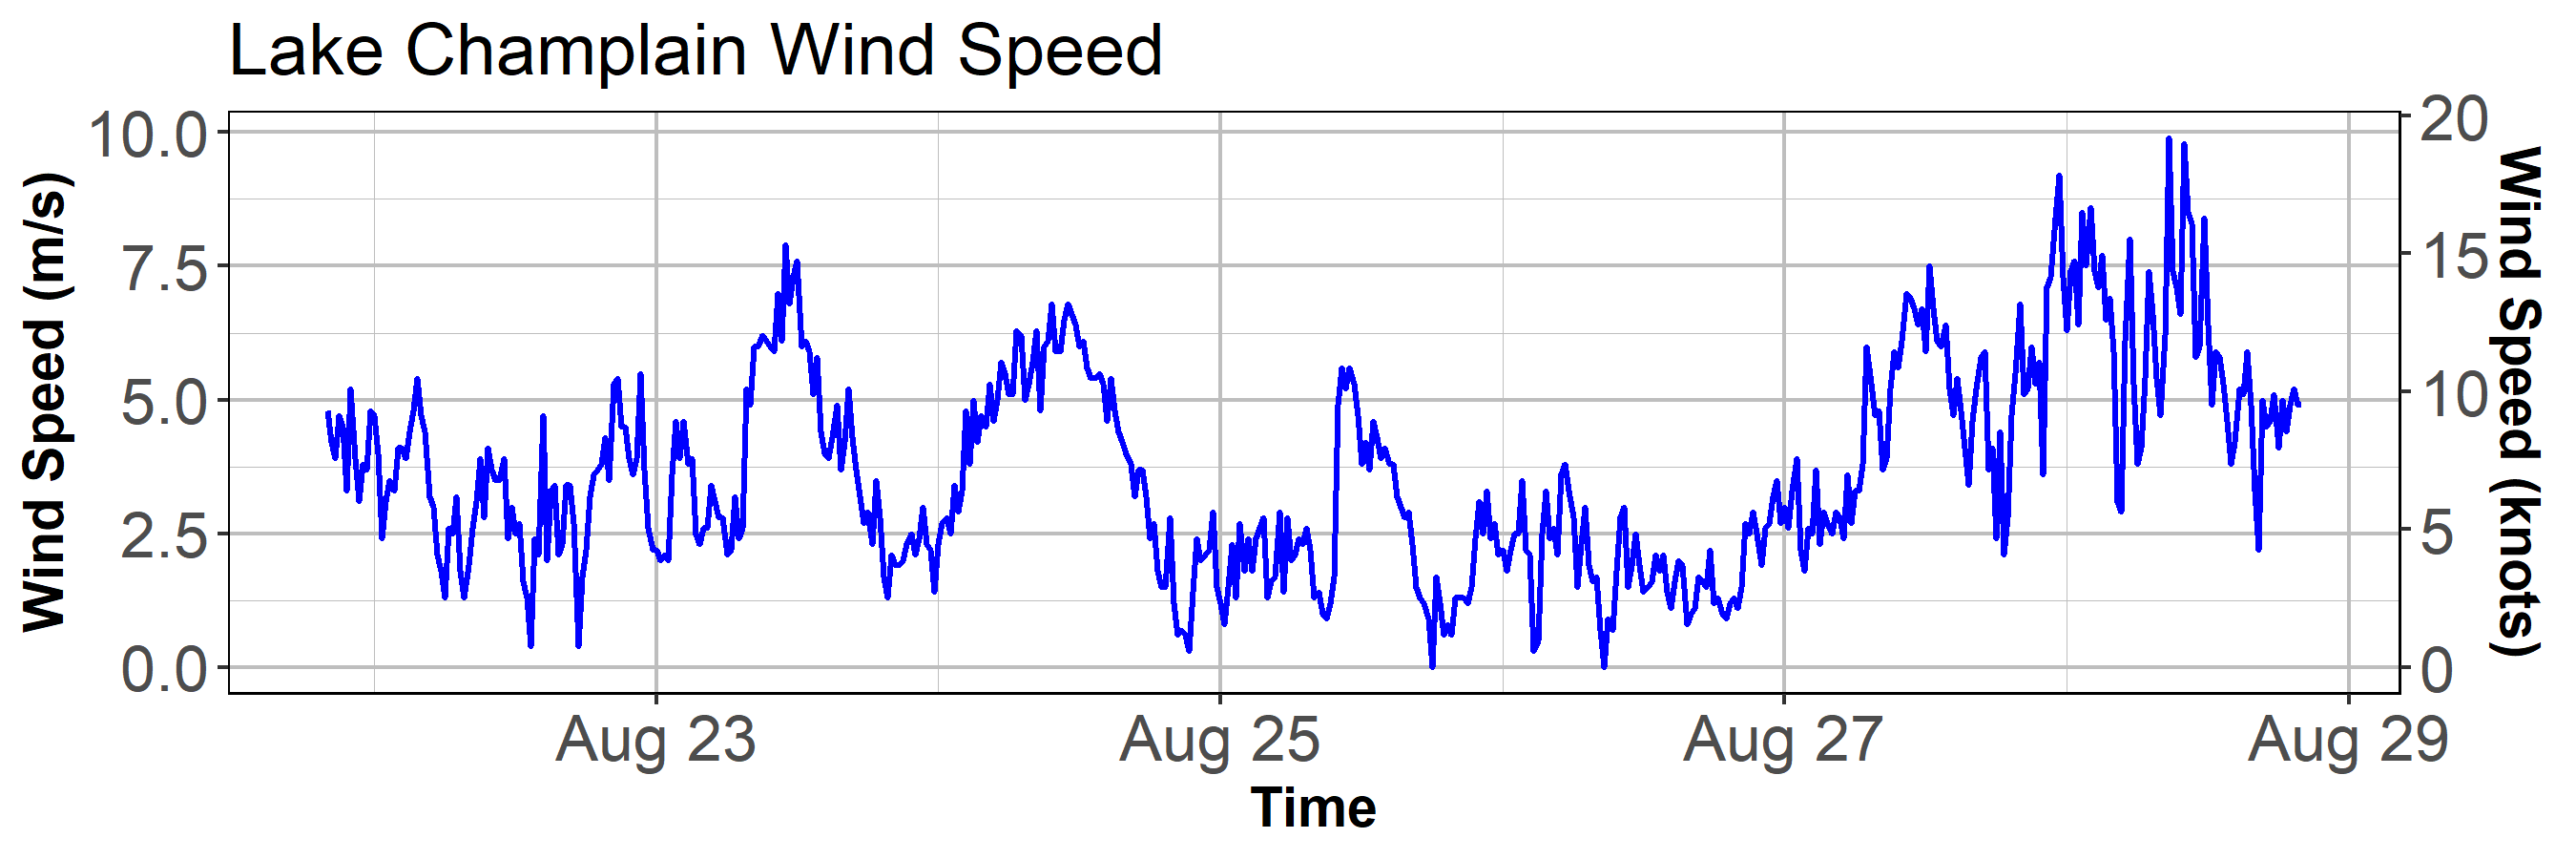 Lake Champlain Wind Speed
Wind Speed (m/s)
10.0
7.5
5.0
2.5
0.0
20
15
10
5
0
Wind Speed (knots)
Aug 23
Aug 25
Aug 27
Aug 29
Time